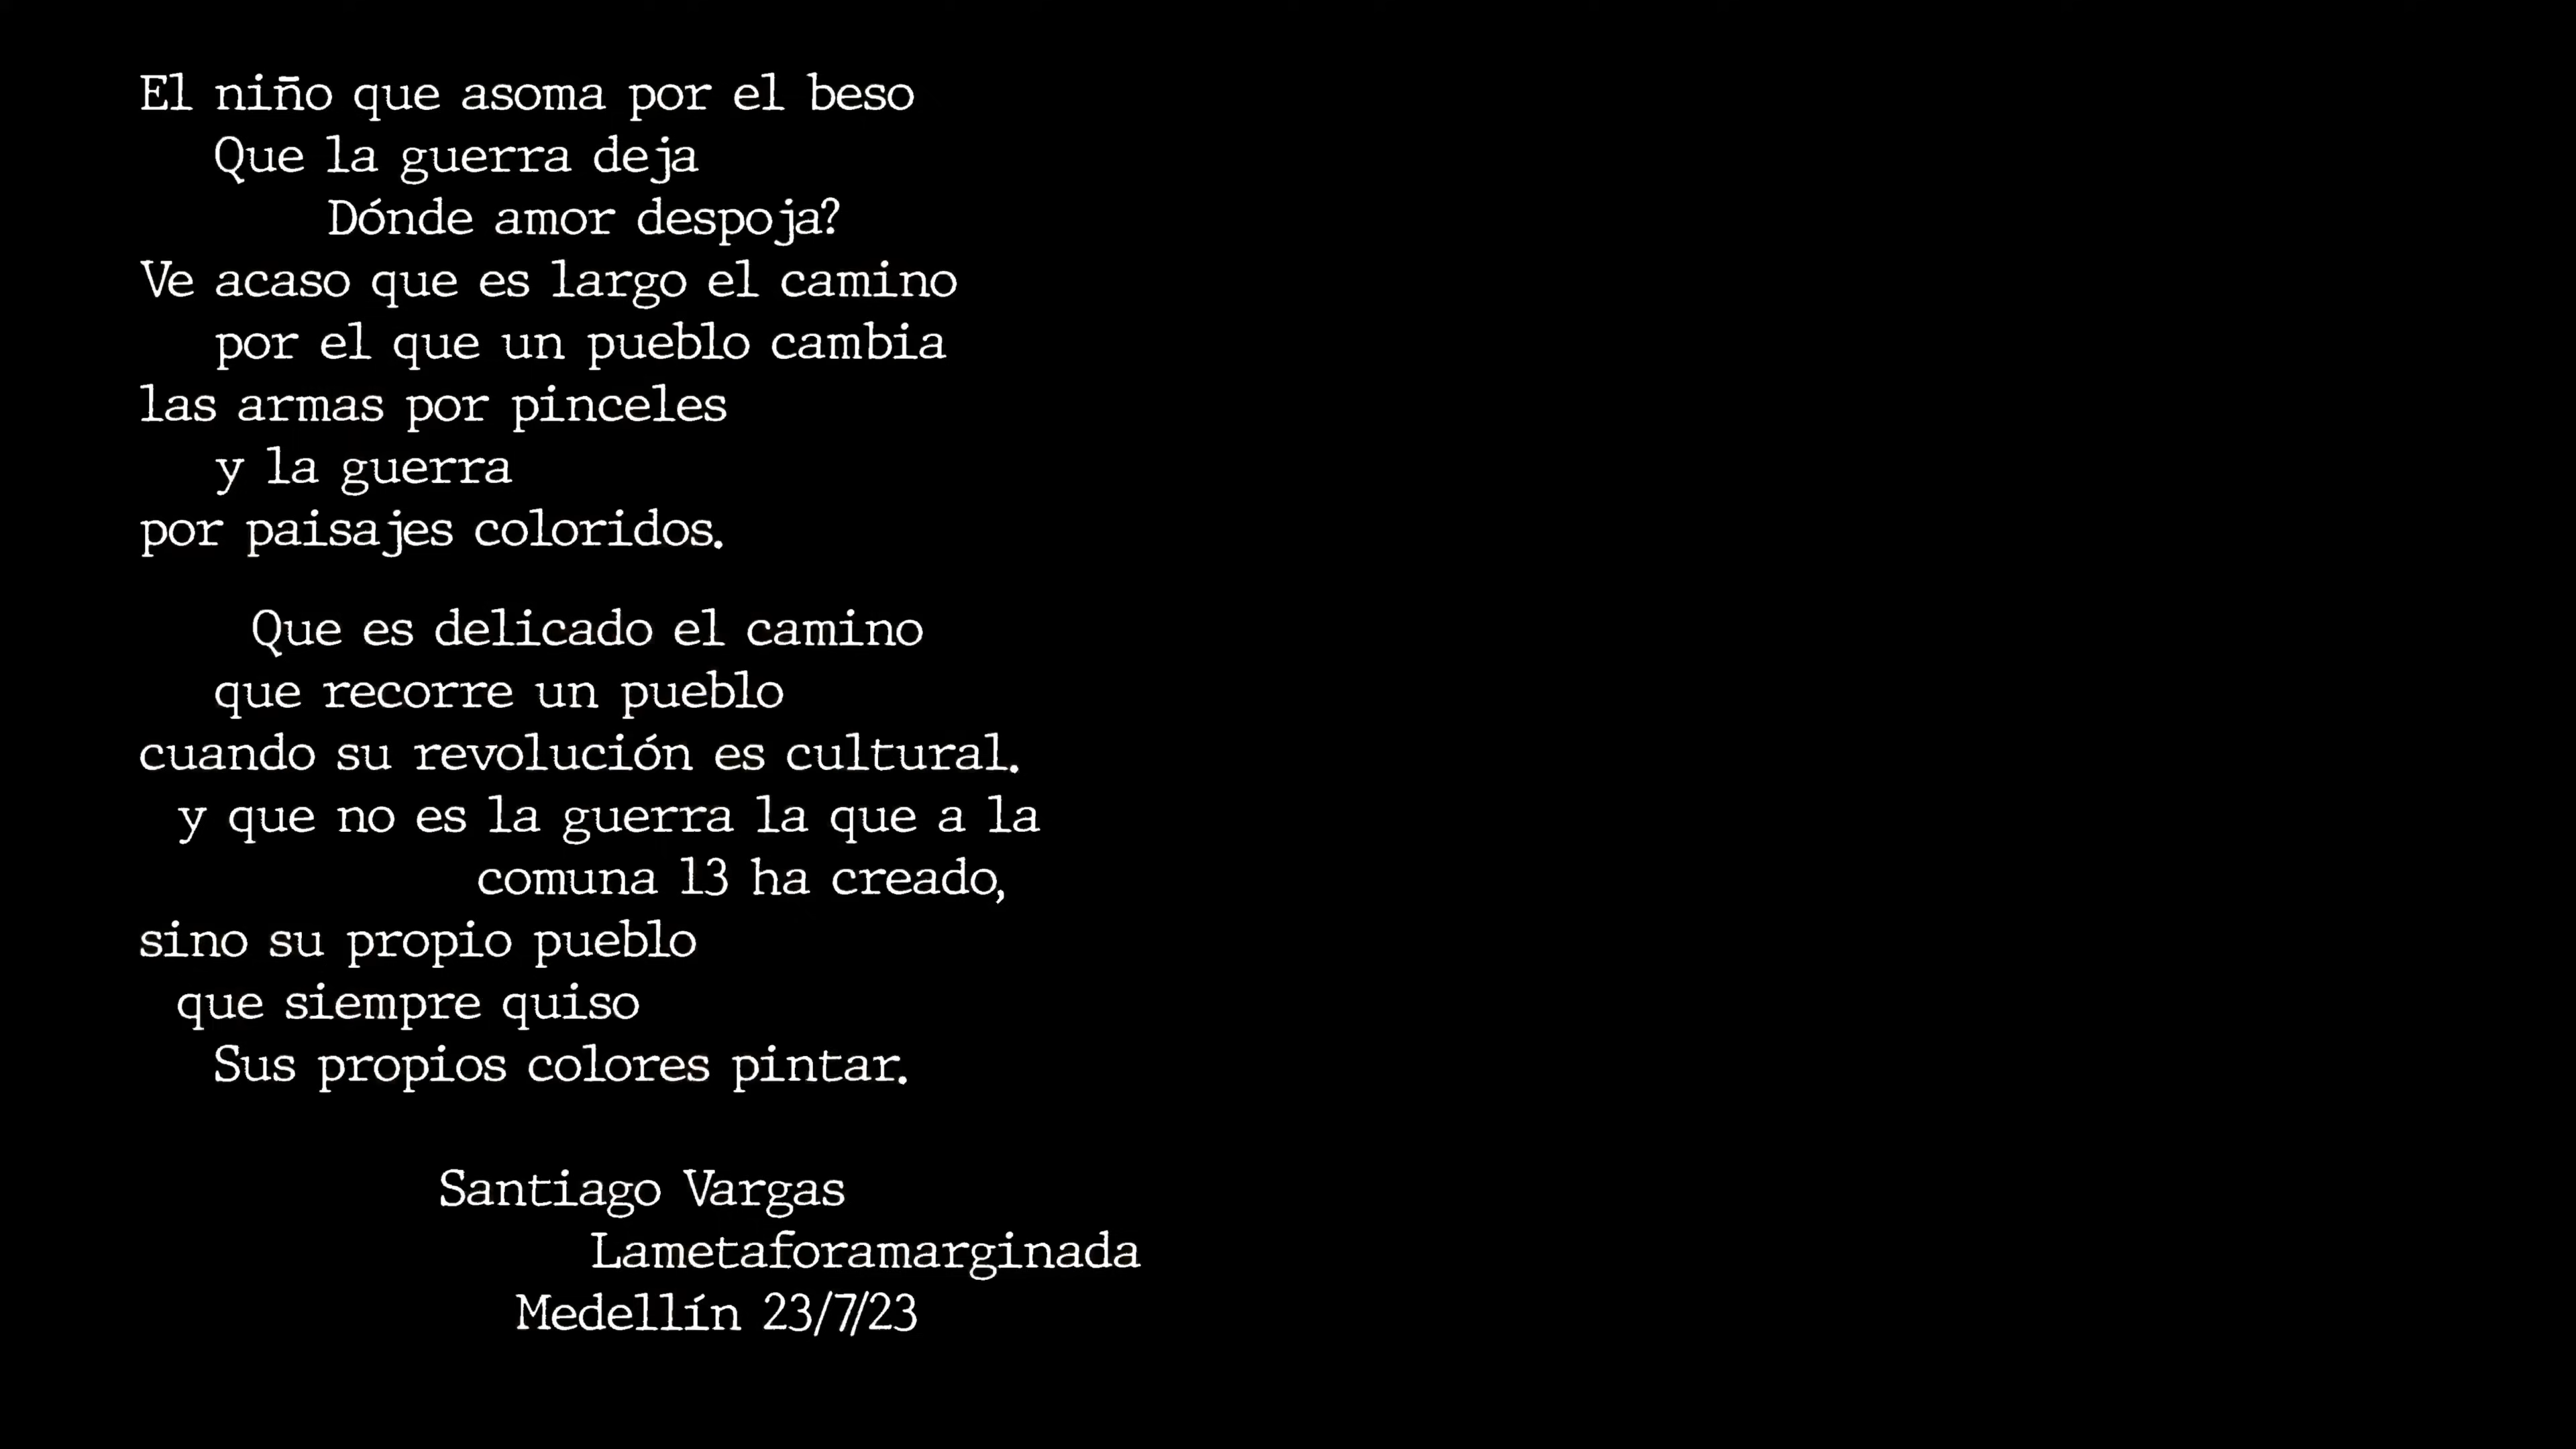 El niño que asoma por el beso
Que la guerra deja
Dónde amor despoja?
Ve acaso que es largo el camino
por el que un pueblo cambia
las armas por pinceles
y la guerra
por paisajes coloridos.
Que es delicado el camino
que recorre un pueblo
cuando su revolución es cultural.
y que no es la guerra la que a la
comuna 13 ha creado,
sino su propio pueblo
que siempre quiso
Sus propios colores pintar.
Santiago Vargas
Lametaforamarginada
Medellín 23/7/23